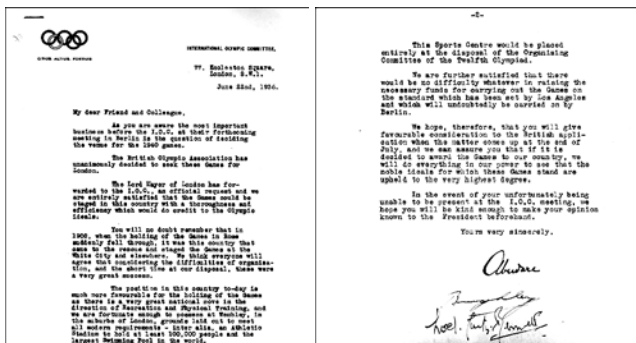 CITIUS ALTIUS FORTIUS
INTERNATIONAL OLYMPIC COMMITTEE,
77, Eccleston Square,
London, S.W.1.
June 22nd, 1936.
My dear Friend and Colleague,
As you are aware the most important
business before the I.O.C. at their forthcoming
meeting in Berlin is the question of deciding
the venue for the 1940 games.
The British Olympic Association has
unanimously decided to seek these Games for
London.
The Lord Mayor of London has for-
warded to the I.O.C. an official request and we
are entirely satisfied that the Games could be
staged in this country with a thoroughness and
efficiency which would do credit to the Olympic
ideals.
You will no doubt remember that in
1908, when the holding of the Games in Rome
suddenly fell through, it was this country that
came to the rescue and staged the Games at the
White City and elsewhere. We think everyone will
agree that considering the difficulties of organisa-
tion, and the short time at our disposal, these were
a very great success.
The position in this country to-day is
much more favourable for the holding of the Games
as there is a very great national move in the
direction of Recreation and Physical Training, and
we are fortunate enough to possess at Wembley, in
the suburbs of London, grounds laid out to meet
all modern requirements - inter alia, an Athletic
Stadium to hold at least 100,000 people and the
largest Swimming Pool in the world.
-2-
This Sports Centre would be placed
entirely at the disposal of the Organising
Committee of the Twelfth Olympiad.
We are further satisfied that there
would be no difficulty whatever in raising the
necessary funds for carrying out the Games on
the standard which has been set by Los Angeles
and which will undoubtedly be carried on by
Berlin.
We hope, therefore, that you will give
favourable consideration to the British appli-
cation when the matter comes up at the end of
July, and we can assure you that if it is
decided to award the Games to our country, we
will do everything in our power to see that the
noble ideals for which these Games stand are
upheld to the very highest degree.
In the event of your unfortunately being
unable to be present at the I.O.C. meeting, we
hope you will be kind enough to make your opinion
known to the President beforehand.
Yours very sincerely,
Aberdare